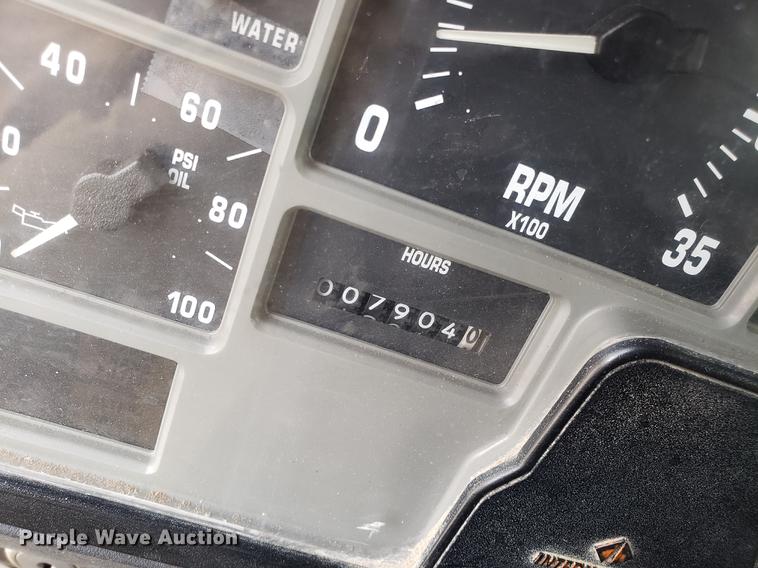 WATER
40
60
PSI
OIL
80
100
0
RPM
X100
35
HOURS
0079040
Purple Wave Auction